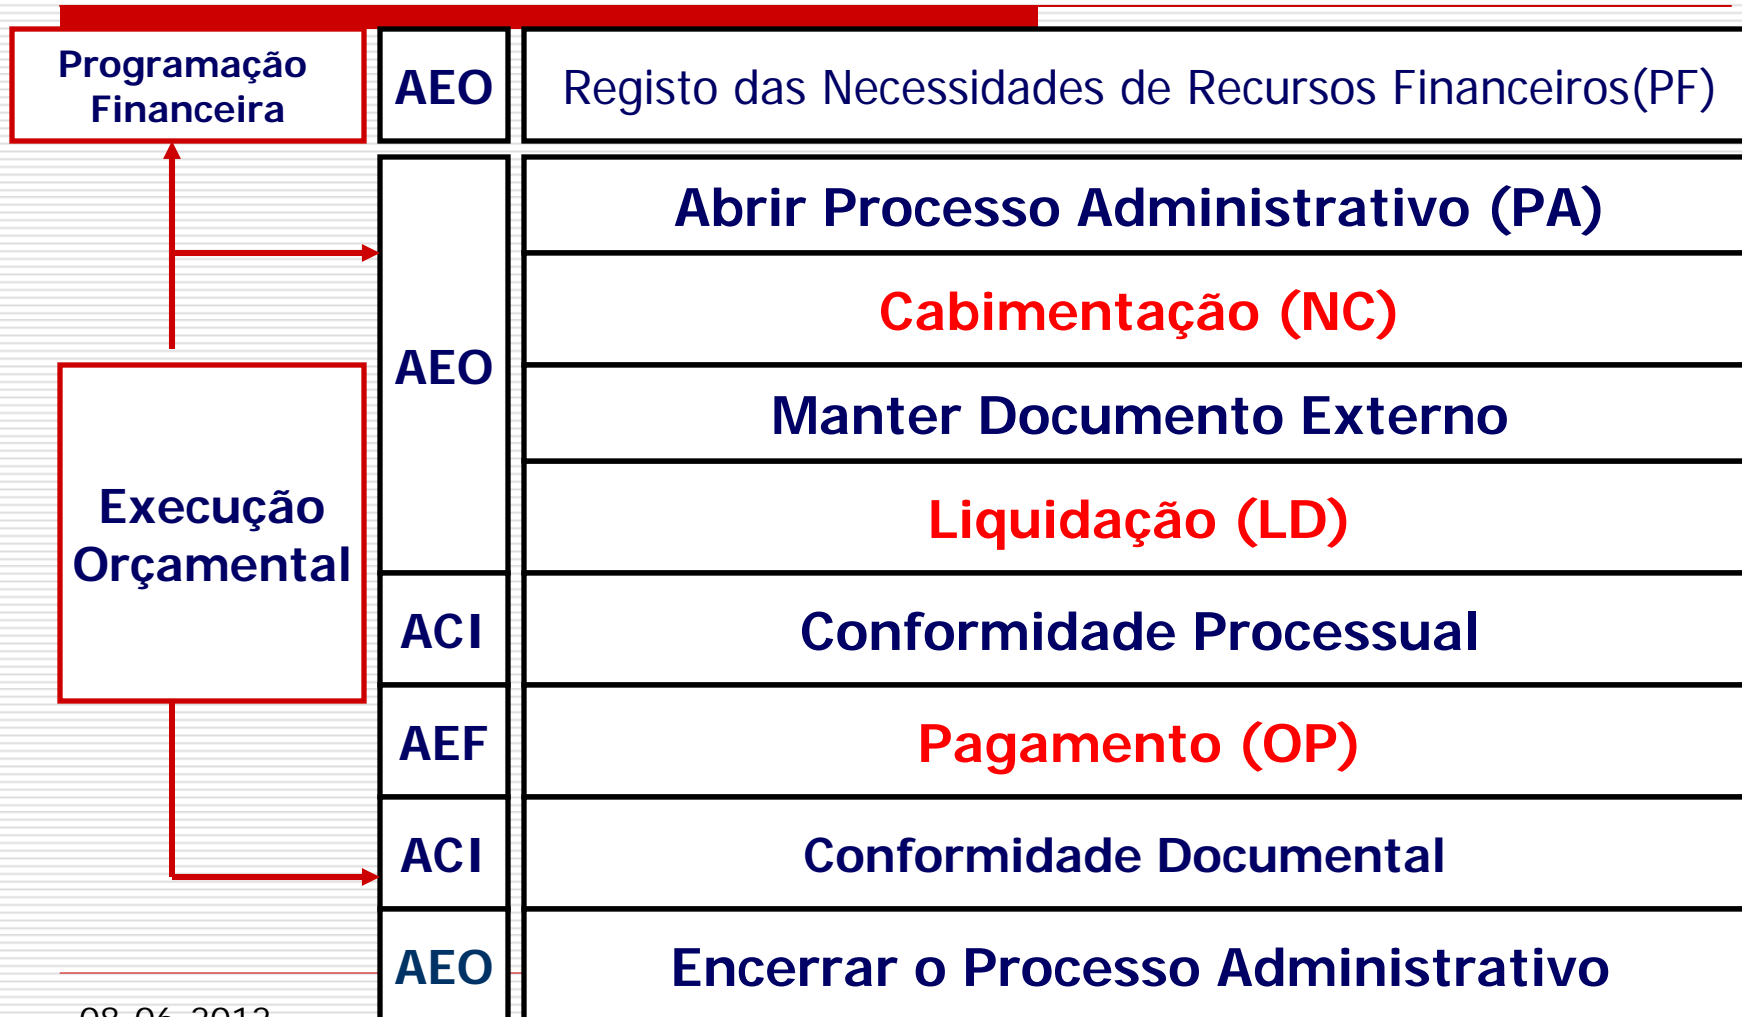 Programação
Financeira
AEO
Registo das Necessidades de Recursos Financeiros(PF)
AEO
Abrir Processo Administrativo (PA)
Cabimentação (NC)
Manter Documento Externo
Liquidação (LD)
Execução
Orçamental
ACI
Conformidade Processual
AEF
Pagamento (OP)
ACI
Conformidade Documental
AEO
Encerrar o Processo Administrativo